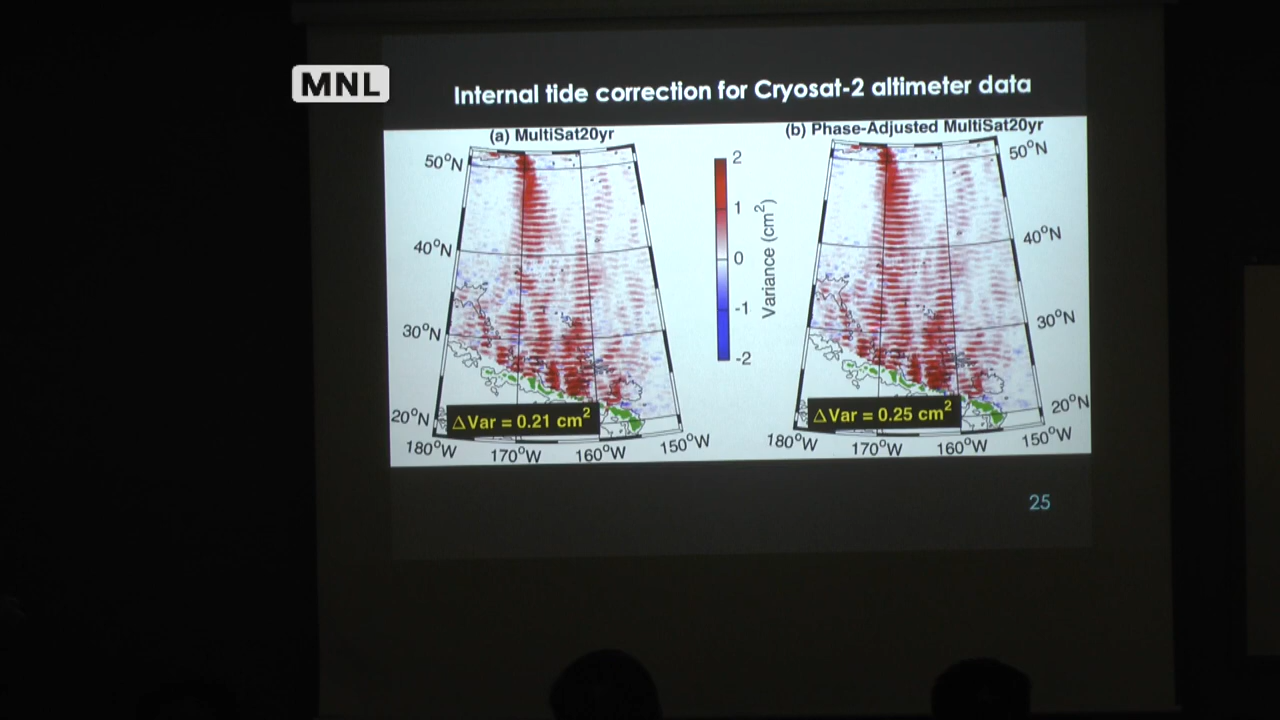 MNL
Internal tide correction for Cryosat-2 altimeter data
(a) MultiSat20yr
(b) Phase-Adjusted MultiSat20yr
50°N
40°N
30°N
20°N
180°W
170°W
160°W
150°W
ΔVar = 0.21 cm²
2
1
0
-1
-2
Variance (cm²)
50°N
40°N
30°N
20°N
180°W
170°W
160°W
150°W
ΔVar = 0.25 cm²
25